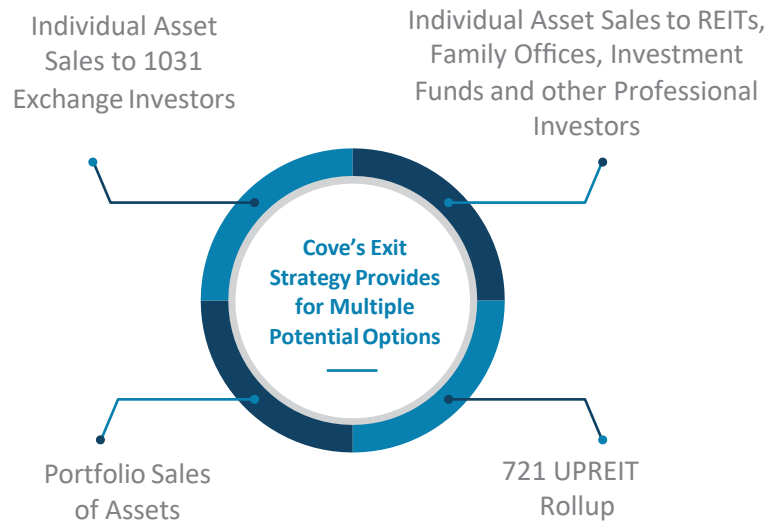 Individual Asset
Sales to 1031
Exchange Investors
Individual Asset Sales to REITs,
Family Offices, Investment
Funds and other Professional
Investors
Cove's Exit
Strategy Provides
for Multiple
Potential Options
Portfolio Sales
of Assets
721 UPREIT
Rollup